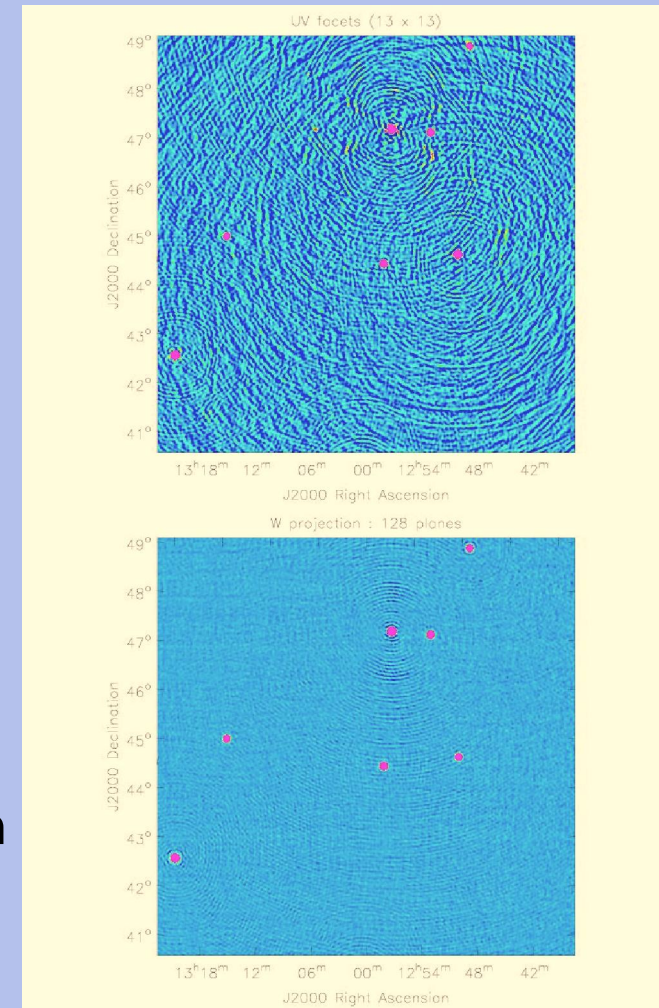 UV facets (13 x 13)
49°
48°
47°
46°
45°
44°
43°
42°
41°
J2000 Declination
13h18m 12m 06m 00m 12h54m 48m 42m
J2000 Right Ascension
W projection : 128 planes
49°
48°
47°
46°
45°
44°
43°
42°
41°
J2000 Declination
13h18m 12m 06m 00m 12h54m 48m 42m
J2000 Right Ascension